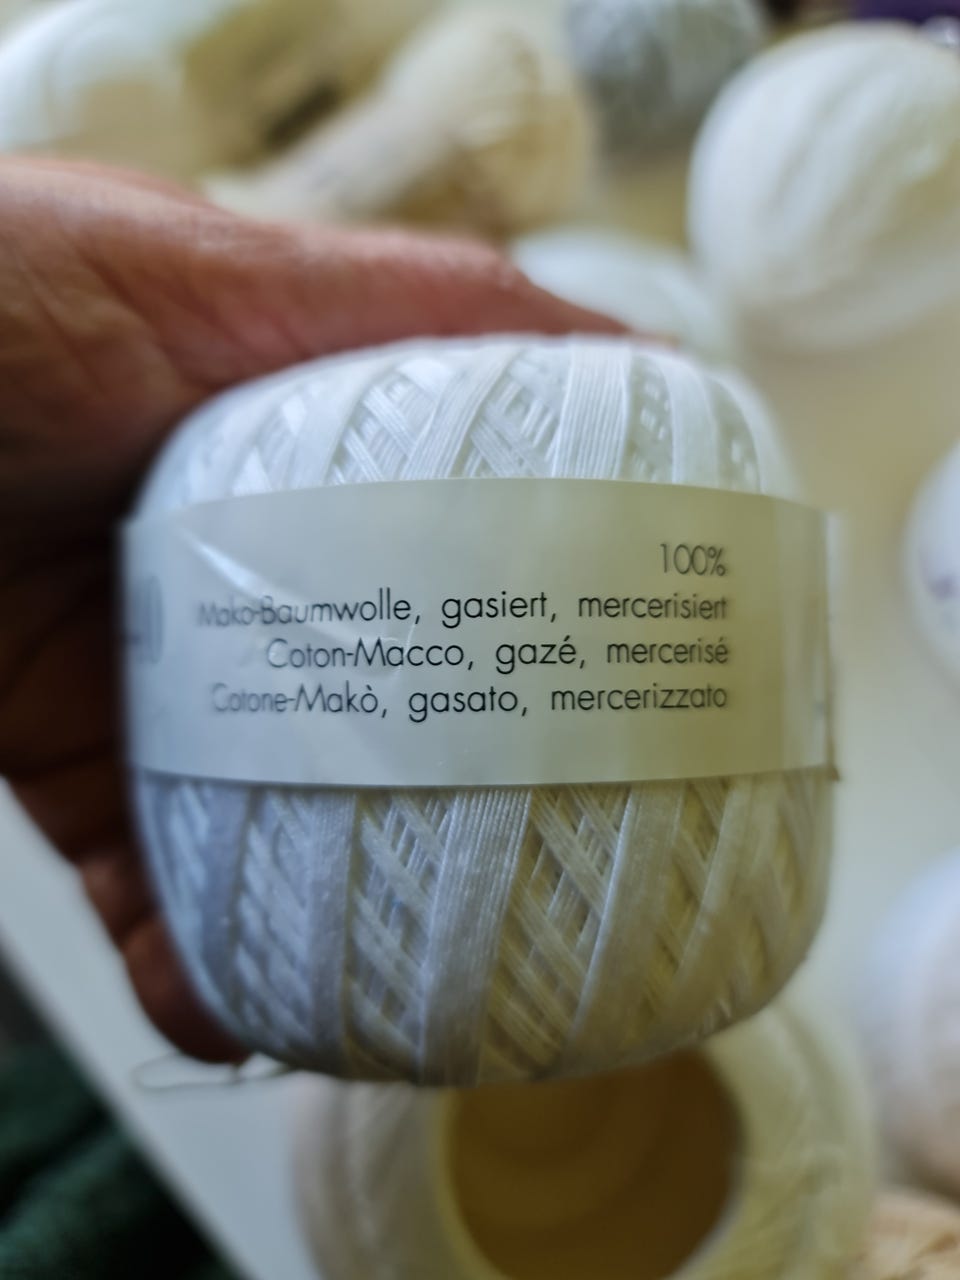 100%
Mako-Baumwolle, gasiert, mercerisiert
Coton-Macco, gazé, mercerisé
Cotone-Makò, gasato, mercerizzato